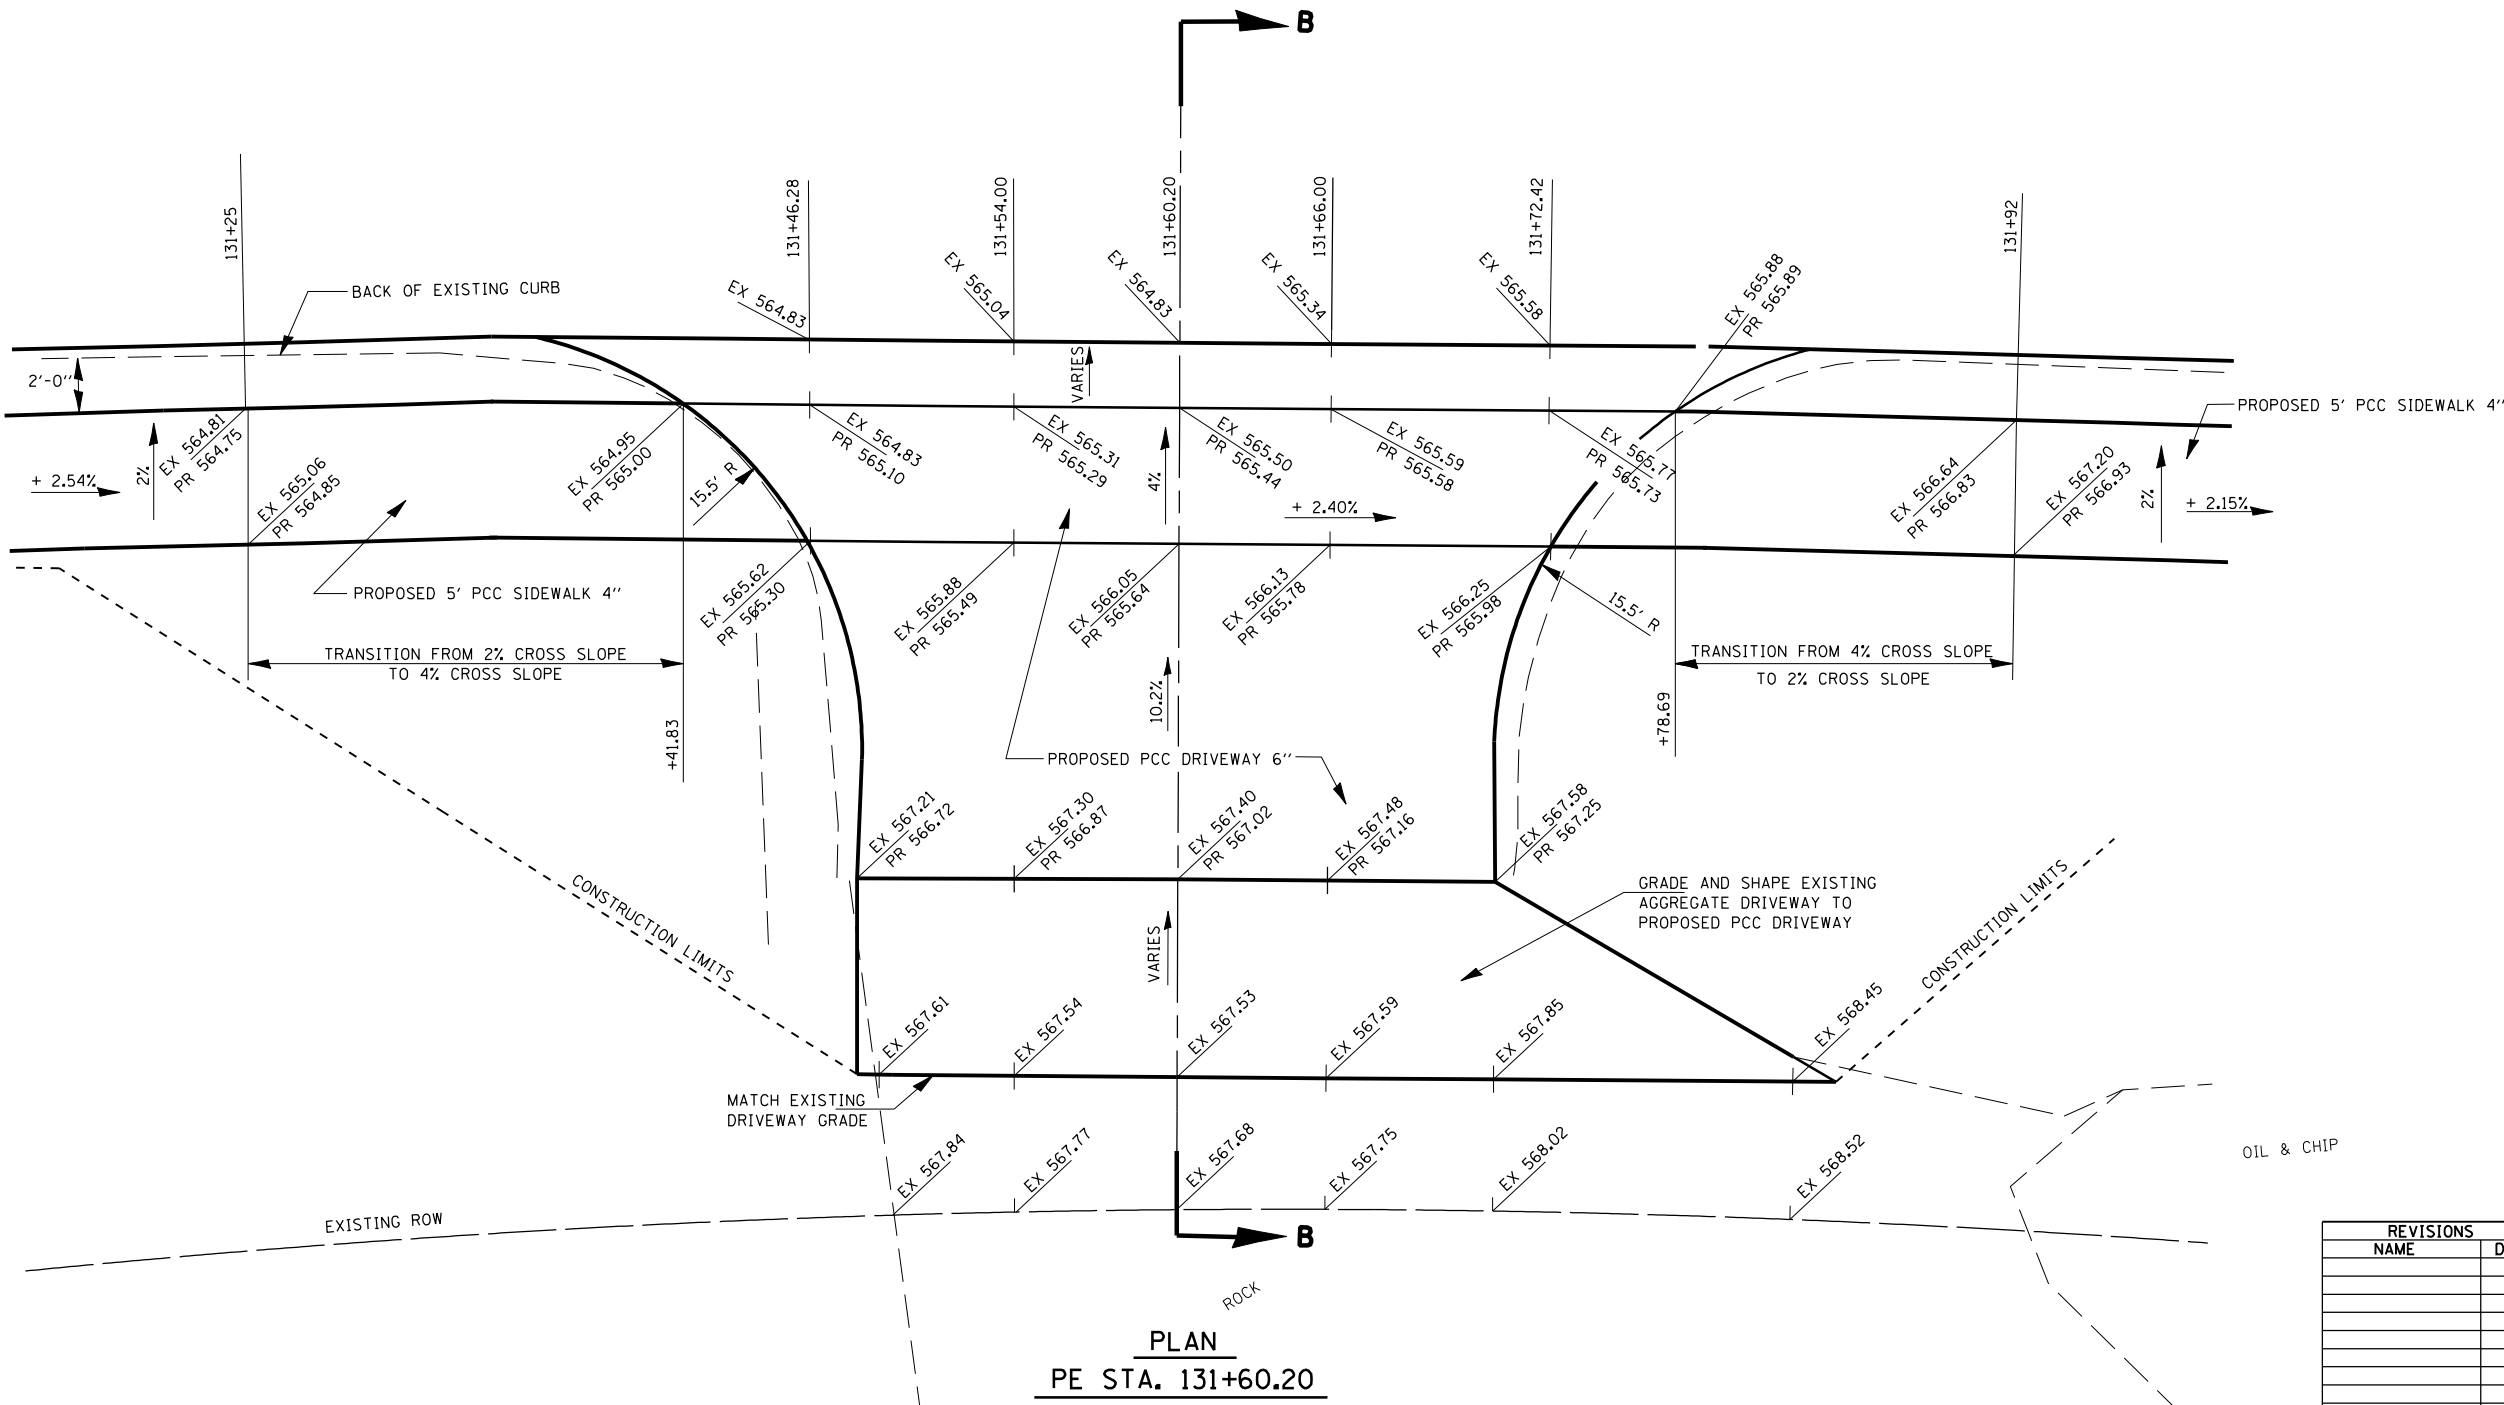 B
131+25
131+46.28
131+54.00
131+60.20
131+66.00
131+72.42
131+92
BACK OF EXISTING CURB
EX 564.83
EX 565.04
EX 564.83
EX 565.34
EX 565.58
EX 565.88
PR 565.89
2'-0"
VARIES
EX 564.81
PR 564.75
EX 565.06
PR 564.85
EX 564.95
PR 565.00
EX 564.83
PR 565.10
EX 565.31
PR 565.29
EX 565.50
PR 565.44
EX 565.59
PR 565.58
EX 565.77
PR 565.73
EX 566.64
PR 566.83
EX 567.20
PR 566.93
PROPOSED 5' PCC SIDEWALK 4"
+ 2.54%
2%
15.5' R
4%
+ 2.40%
2%
+ 2.15%
PROPOSED 5' PCC SIDEWALK 4"
EX 565.62
PR 565.30
EX 565.88
PR 565.49
EX 566.05
PR 565.64
EX 566.13
PR 565.78
EX 566.25
PR 565.98
15.5' R
TRANSITION FROM 2% CROSS SLOPE
TO 4% CROSS SLOPE
TRANSITION FROM 4% CROSS SLOPE
TO 2% CROSS SLOPE
+41.83
10.2%
+78.69
PROPOSED PCC DRIVEWAY 6"
EX 567.21
PR 566.72
EX 567.30
PR 566.87
EX 567.40
PR 567.02
EX 567.48
PR 567.16
EX 567.58
PR 567.25
CONSTRUCTION LIMITS
GRADE AND SHAPE EXISTING
AGGREGATE DRIVEWAY TO
PROPOSED PCC DRIVEWAY
CONSTRUCTION LIMITS
VARIES
EX 567.61
EX 567.54
EX 567.53
EX 567.59
EX 567.85
EX 568.45
MATCH EXISTING
DRIVEWAY GRADE
EX 567.84
EX 567.77
EX 567.68
EX 567.75
EX 568.02
EX 568.52
OIL & CHIP
EXISTING ROW
B
ROCK
REVISIONS
NAME
D
PLAN
PE STA. 131+60.20